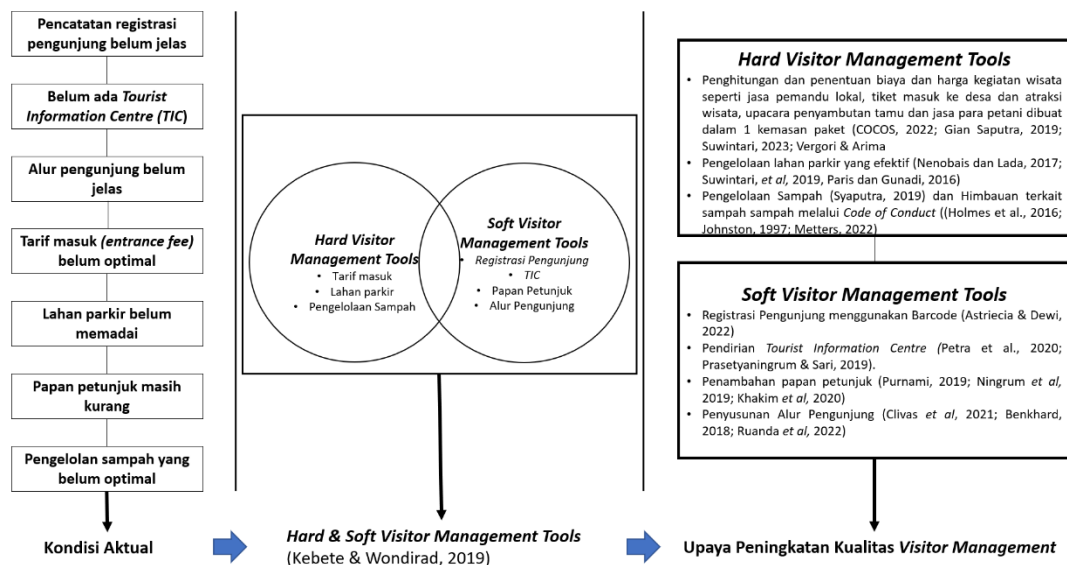 Pencatatan registrasi
pengunjung belum jelas
Belum ada Tourist
Information Centre (TIC)
Alur pengunjung belum
jelas
Tarif masuk (entrance fee)
belum optimal
Lahan parkir belum
memadai
Papan petunjuk masih
kurang
Pengelolan sampah yang
belum optimal
Kondisi Aktual
Hard Visitor
Management Tools
• Tarif masuk
• Lahan parkir
• Pengelolaan Sampah
Soft Visitor
Management Tools
• Registrasi Pengunjung
• TIC
• Papan Petunjuk
• Alur Pengunjung
Hard & Soft Visitor Management Tools
(Kebete & Wondirad, 2019)
Hard Visitor Management Tools
• Penghitungan dan penentuan biaya dan harga kegiatan wisata
seperti jasa pemandu lokal, tiket masuk ke desa dan atraksi
wisata, upacara penyambutan tamu dan jasa para petani dibuat
dalam 1 kemasan paket (COCOS, 2022; Gian Saputra, 2019;
Suwintari, 2023; Vergori & Arima
• Pengelolaan lahan parkir yang efektif (Nenobais dan Lada, 2017;
Suwintari, et al, 2019, Paris dan Gunadi, 2016)
• Pengelolaan Sampah (Syaputra, 2019) dan Himbauan terkait
sampah sampah melalui Code of Conduct ((Holmes et al., 2016;
Johnston, 1997; Metters, 2022)
Soft Visitor Management Tools
• Registrasi Pengunjung menggunakan Barcode (Astriecia & Dewi,
2022)
• Pendirian Tourist Information Centre (Petra et al., 2020;
Prasetyaningrum & Sari, 2019).
• Penambahan papan petunjuk (Purnami, 2019; Ningrum et al,
2019; Khakim et al, 2020)
• Penyusunan Alur Pengunjung (Clivas et al, 2021; Benkhard,
2018; Ruanda et al, 2022)
Upaya Peningkatan Kualitas Visitor Management